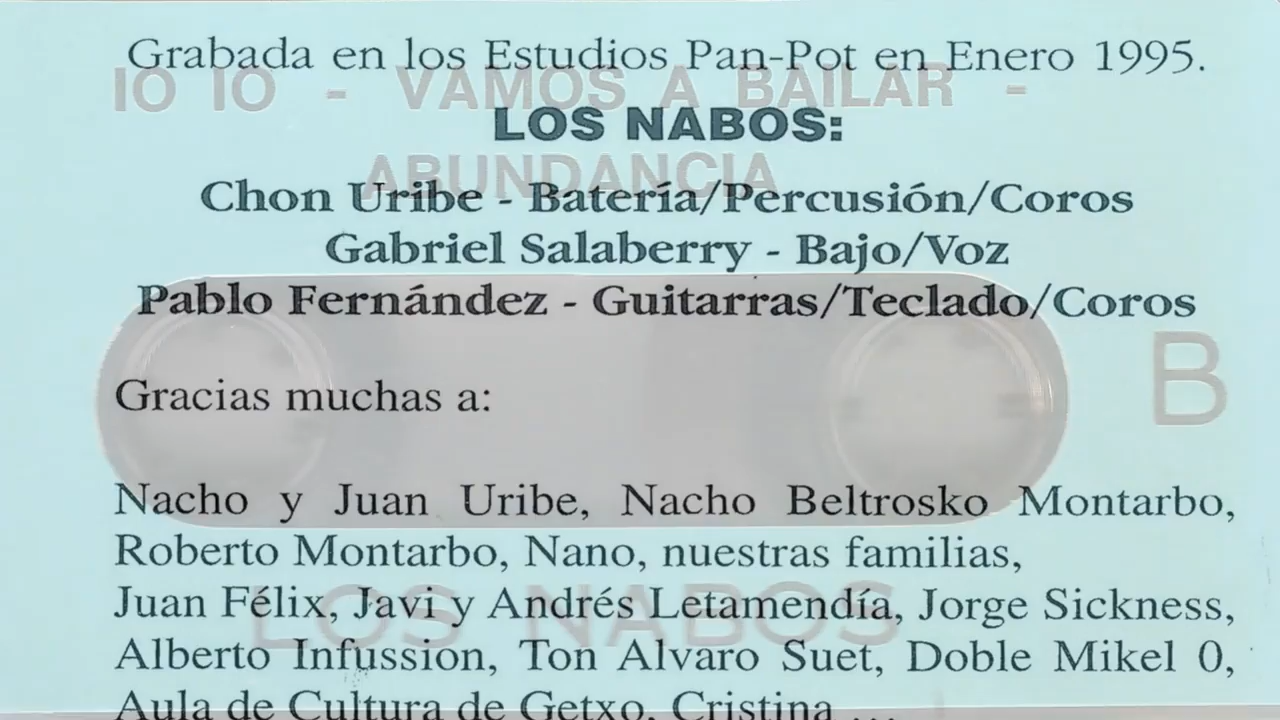 Grabada en los Estudios Pan-Pot en Enero 1995.
IO IO - VAMOS A BAILAR -
LOS NABOS:
ABUNDANCIA
Chon Uribe - Batería/Percusión/Coros
Gabriel Salaberry - Bajo/Voz
Pablo Fernández - Guitarras/Teclado/Coros
B
Gracias muchas a:
Nacho y Juan Uribe, Nacho Beltrosko Montarbo,
Roberto Montarbo, Nano, nuestras familias,
Juan Félix, Javi y Andrés Letamendía, Jorge Sickness,
LOS NABOS
Alberto Infussion, Ton Alvaro Suet, Doble Mikel 0,
Aula de Cultura de Getxo, Cristina ...